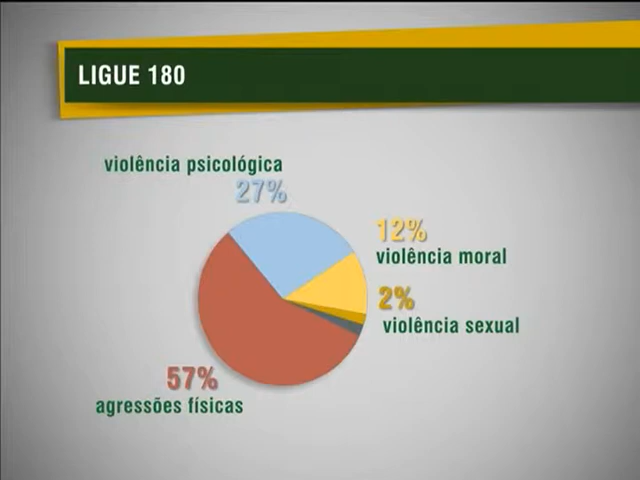 LIGUE 180
violência psicológica
27%
12%
violência moral
2%
violência sexual
57%
agressões físicas